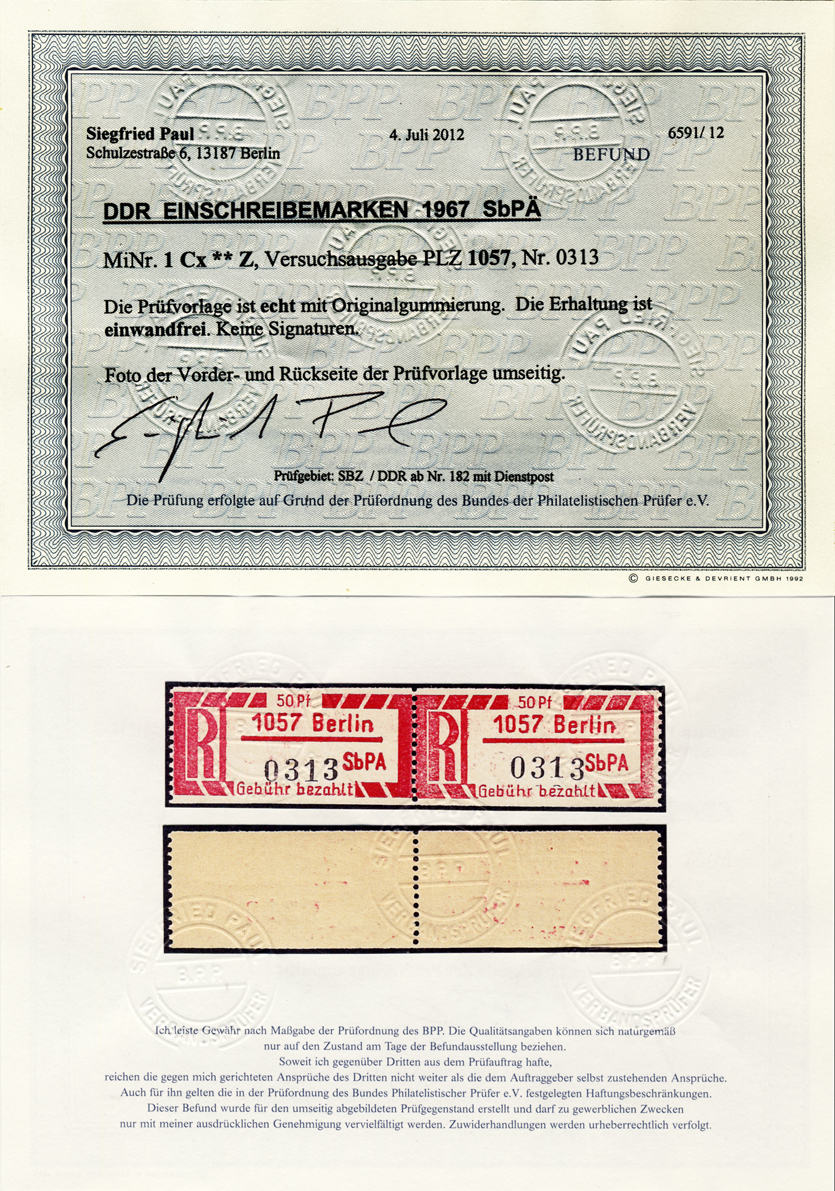 Siegfried Paul
Schulzestraße 6, 13187 Berlin
4. Juli 2012
6591/ 12
BEFUND
DDR EINSCHREIBEMARKEN 1967 SbPÄ
MiNr. 1 Cx ** Z, Versuchsausgabe PLZ 1057, Nr. 0313
Die Prüfvorlage ist echt mit Originalgummierung. Die Erhaltung ist
einwandfrei. Keine Signaturen.
Foto der Vorder- und Rückseite der Prüfvorlage umseitig.
Prüfgebiet: SBZ / DDR ab Nr. 182 mit Dienstpost
Die Prüfung erfolgte auf Grund der Prüfordnung des Bundes der Philatelistischen Prüfer e.V.
© GIESECKE & DEVRIENT GMBH 1992
50 Pf
R
1057 Berlin
0313 SbPA
Gebühr bezahlt
50 Pf
R
1057 Berlin
0313 SbPA
Gebühr bezahlt
SIEGFRIED PAUL
B.P.P.
VERBANDSPRÜFER
Ich leiste Gewähr nach Maßgabe der Prüfordnung des BPP. Die Qualitätsangaben können sich naturgemäß
nur auf den Zustand am Tage der Befundausstellung beziehen.
Soweit ich gegenüber Dritten aus dem Prüfauftrag hafte,
reichen die gegen mich gerichteten Ansprüche des Dritten nicht weiter als die dem Auftraggeber selbst zustehenden Ansprüche.
Auch für ihn gelten die in der Prüfordnung des Bundes Philatelistischer Prüfer e.V. festgelegten Haftungsbeschränkungen.
Dieser Befund wurde für den umseitig abgebildeten Prüfgegenstand erstellt und darf zu gewerblichen Zwecken
nur mit meiner ausdrücklichen Genehmigung vervielfältigt werden. Zuwiderhandlungen werden urheberrechtlich verfolgt.